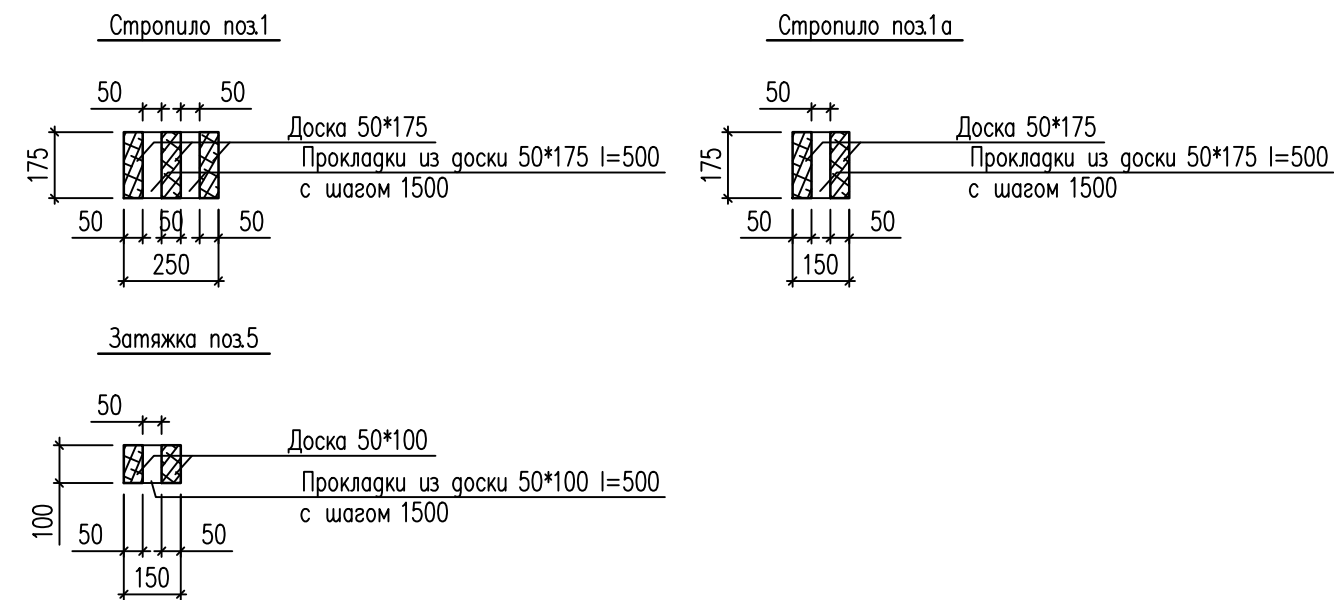 Стропило поз.1
50 50
Доска 50*175
175
Прокладки из доски 50*175 l=500
с шагом 1500
50 50 50
250
Стропило поз.1а
50
Доска 50*175
175
Прокладки из доски 50*175 l=500
с шагом 1500
50 50
150
Затяжка поз.5
50
Доска 50*100
100
Прокладки из доски 50*100 l=500
с шагом 1500
50 50
150